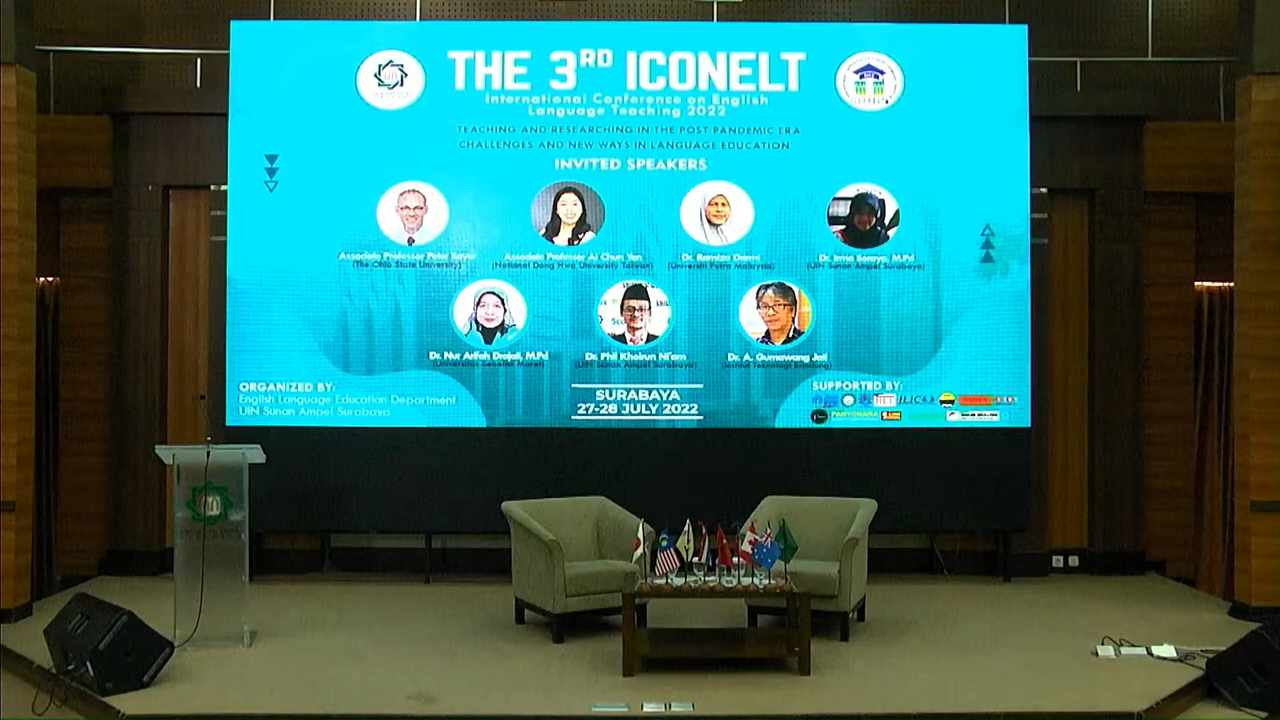 THE 3RD ICONELT
International Conference on English
Language Teaching 2022
"TEACHING AND RESEARCHING IN THE POST PANDEMIC ERA
CHALLENGES AND NEW WAYS IN LANGUAGE EDUCATION"
INVITED SPEAKERS
Associate Professor Peter Sayer
(The Ohio State University)
Associate Professor Ai Chun Yen
(National Dong Hwa University Taiwan)
Dr. Ramiza Darmi
(Universiti Putra Malaysia)
Dr. Irma Soraya, M.Pd
(UIN Sunan Ampel Surabaya)
Dr. Nur Arifah Drajati, M.Pd
(Universitas Sebelas Maret)
Dr. Phil Khoirun Ni'am
(UIN Sunan Ampel Surabaya)
Dr. A. Gumawang Jati
(Institut Teknologi Bandung)
ORGANIZED BY:
English Language Education Department
UIN Sunan Ampel Surabaya
SURABAYA
27-28 JULY 2022
SUPPORTED BY: